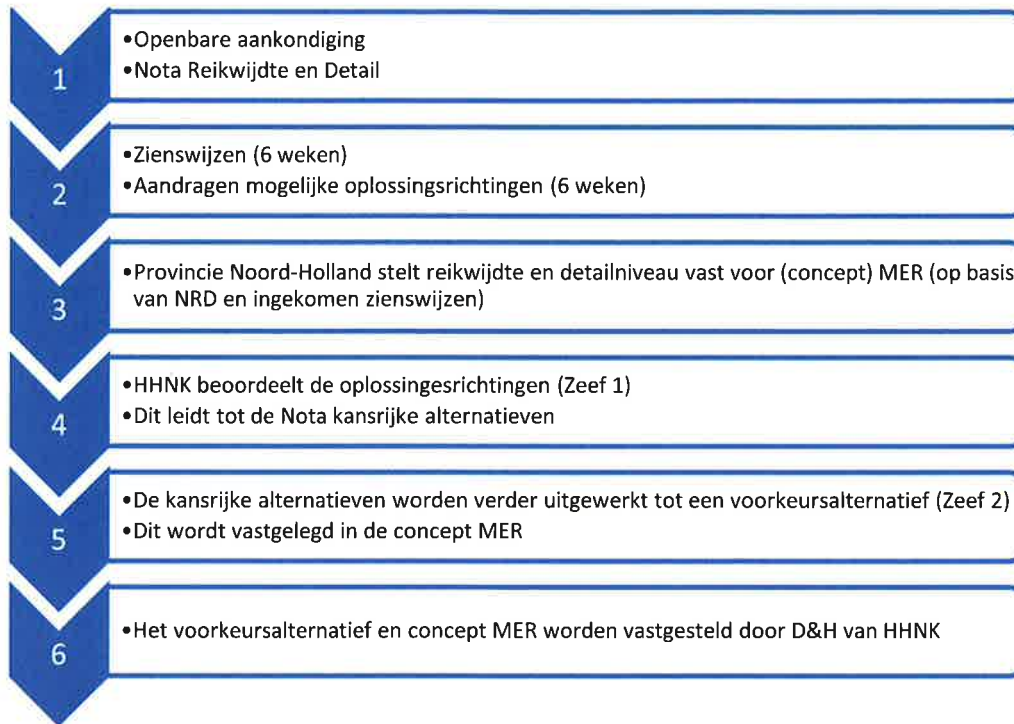 1
•Openbare aankondiging
•Nota Reikwijdte en Detail
2
•Zienswijzen (6 weken)
•Aandragen mogelijke oplossingsrichtingen (6 weken)
3
•Provincie Noord-Holland stelt reikwijdte en detailniveau vast voor (concept) MER (op basis
van NRD en ingekomen zienswijzen)
4
•HHNK beoordeelt de oplossingesrichtingen (Zeef 1)
•Dit leidt tot de Nota kansrijke alternatieven
5
•De kansrijke alternatieven worden verder uitgewerkt tot een voorkeursalternatief (Zeef 2)
•Dit wordt vastgelegd in de concept MER
6
•Het voorkeursalternatief en concept MER worden vastgesteld door D&H van HHNK